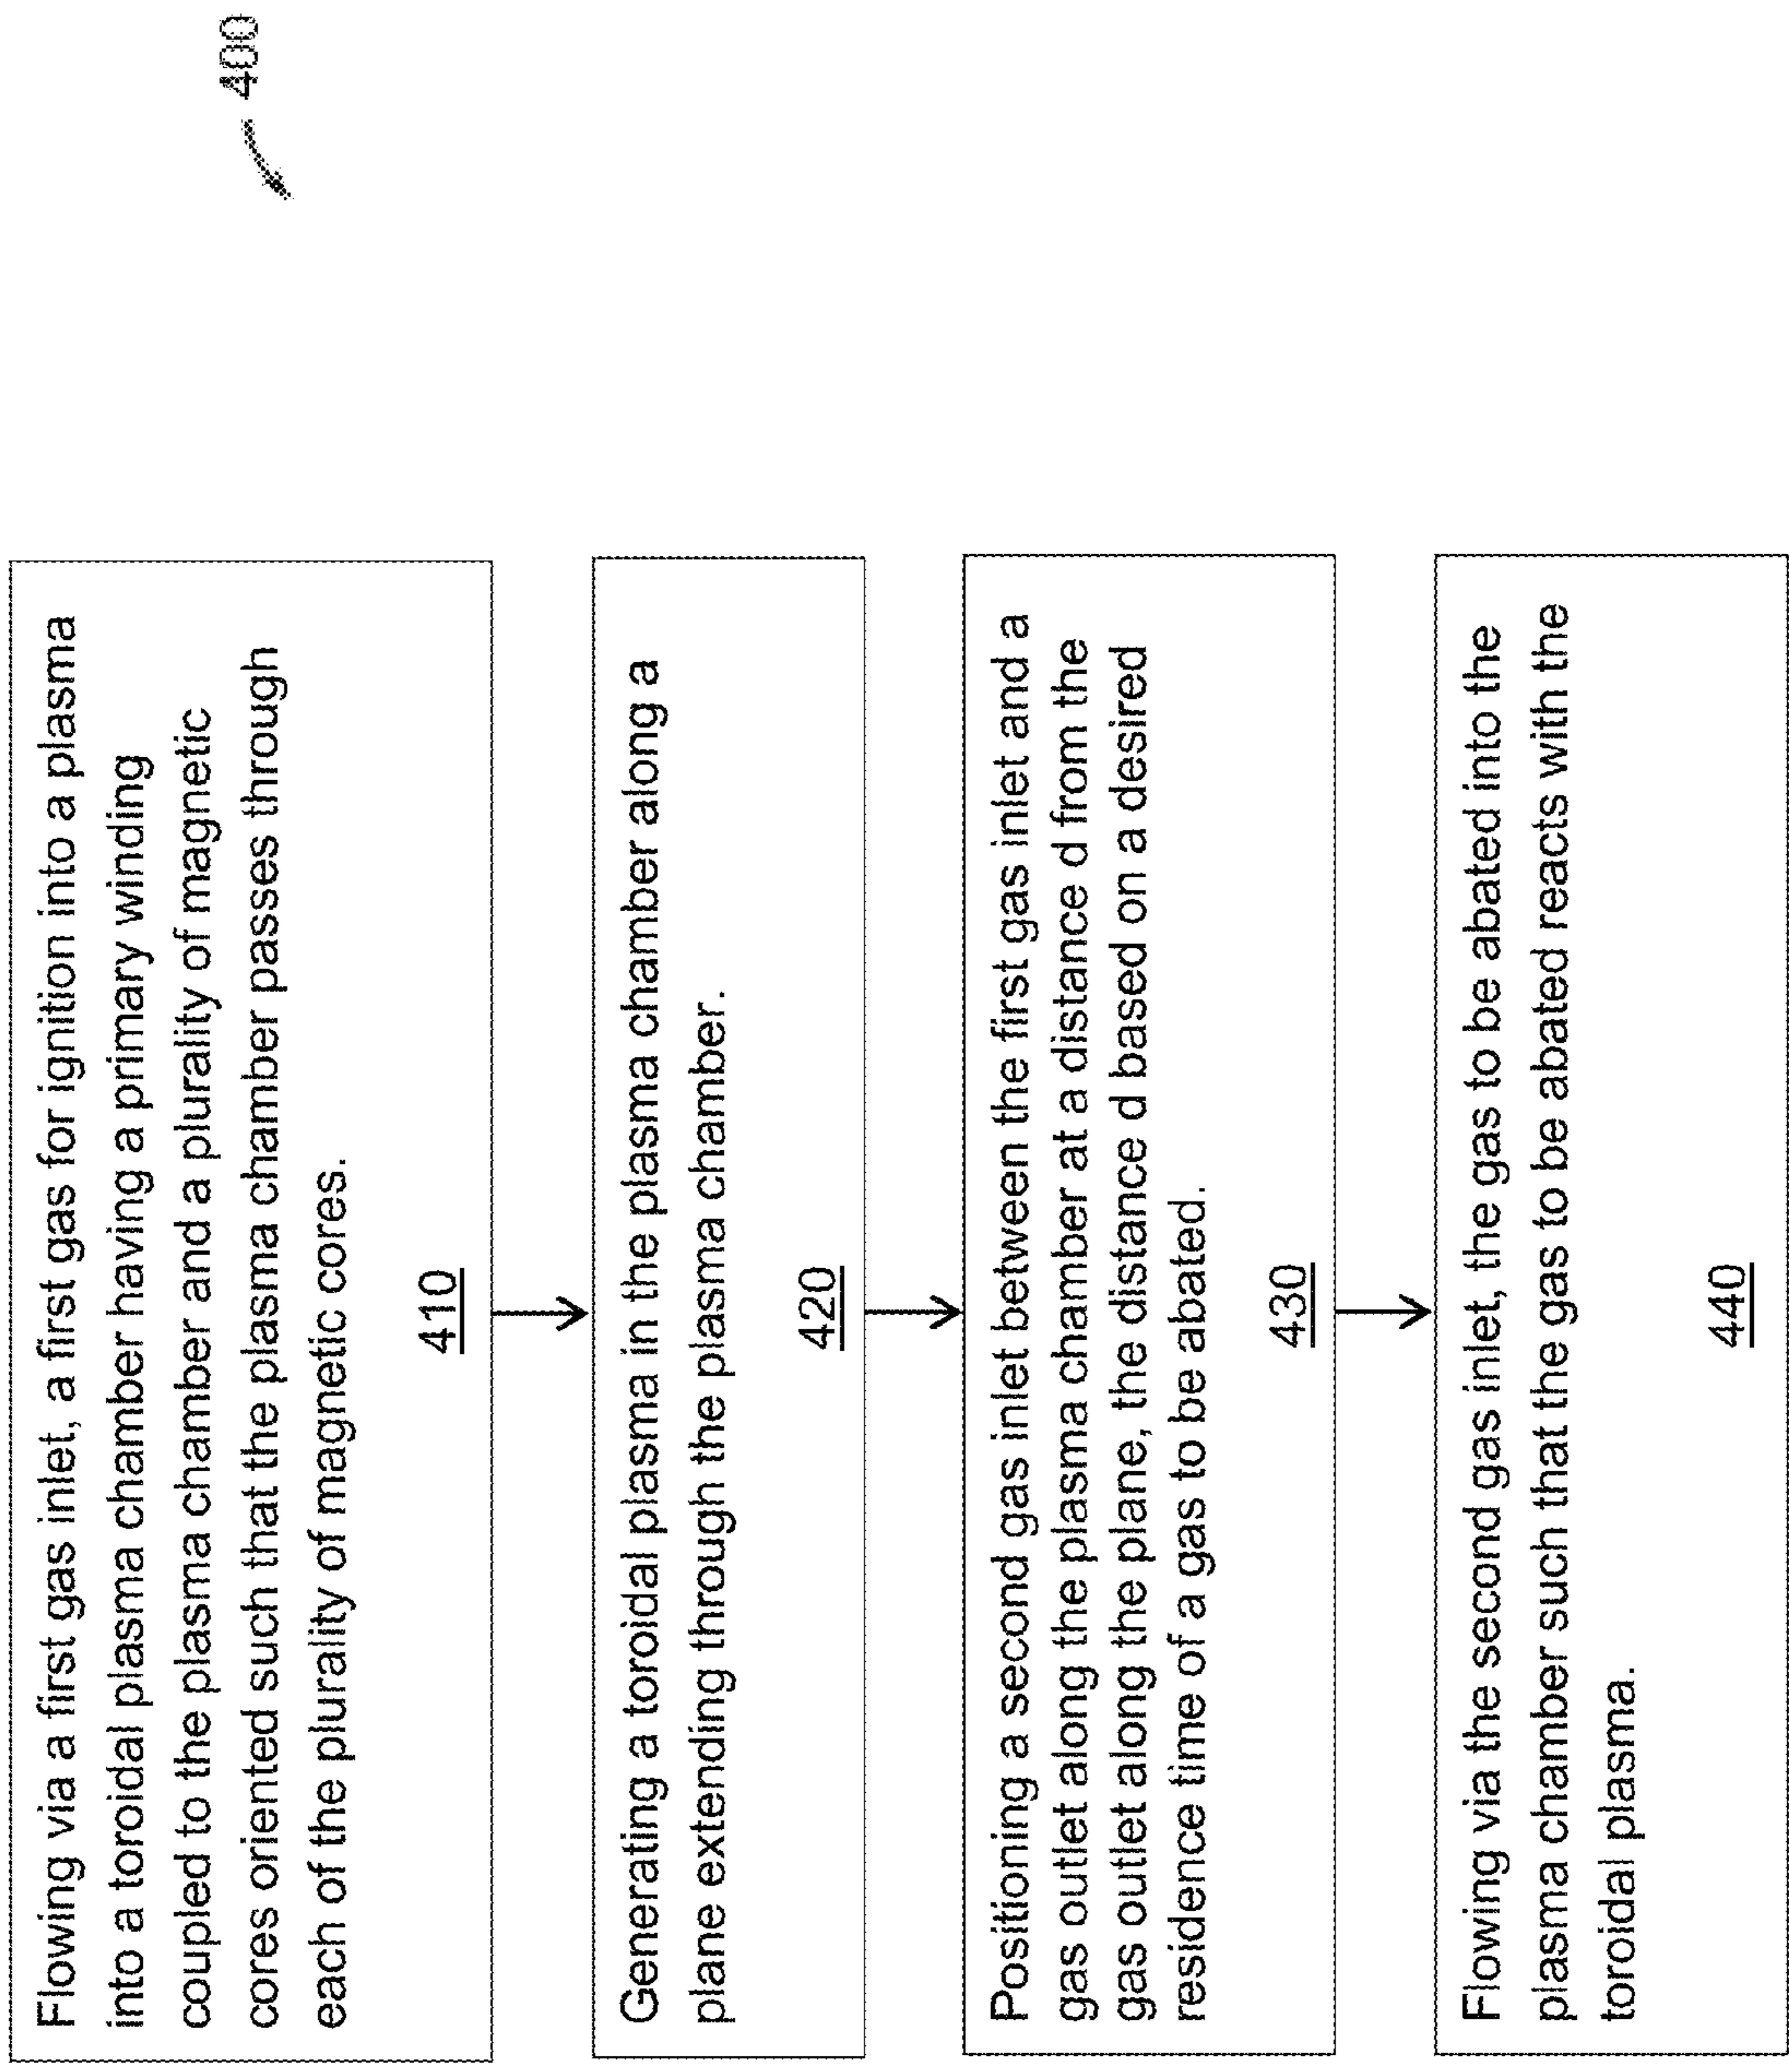 400
Flowing via a first gas inlet, a first gas for ignition into a plasma
into a toroidal plasma chamber having a primary winding
coupled to the plasma chamber and a plurality of magnetic
cores oriented such that the plasma chamber passes through
each of the plurality of magnetic cores.
410
Generating a toroidal plasma in the plasma chamber along a
plane extending through the plasma chamber.
420
Positioning a second gas inlet between the first gas inlet and a
gas outlet along the plasma chamber at a distance d from the
gas outlet along the plane, the distance d based on a desired
residence time of a gas to be abated.
430
Flowing via the second gas inlet, the gas to be abated into the
plasma chamber such that the gas to be abated reacts with the
toroidal plasma.
440